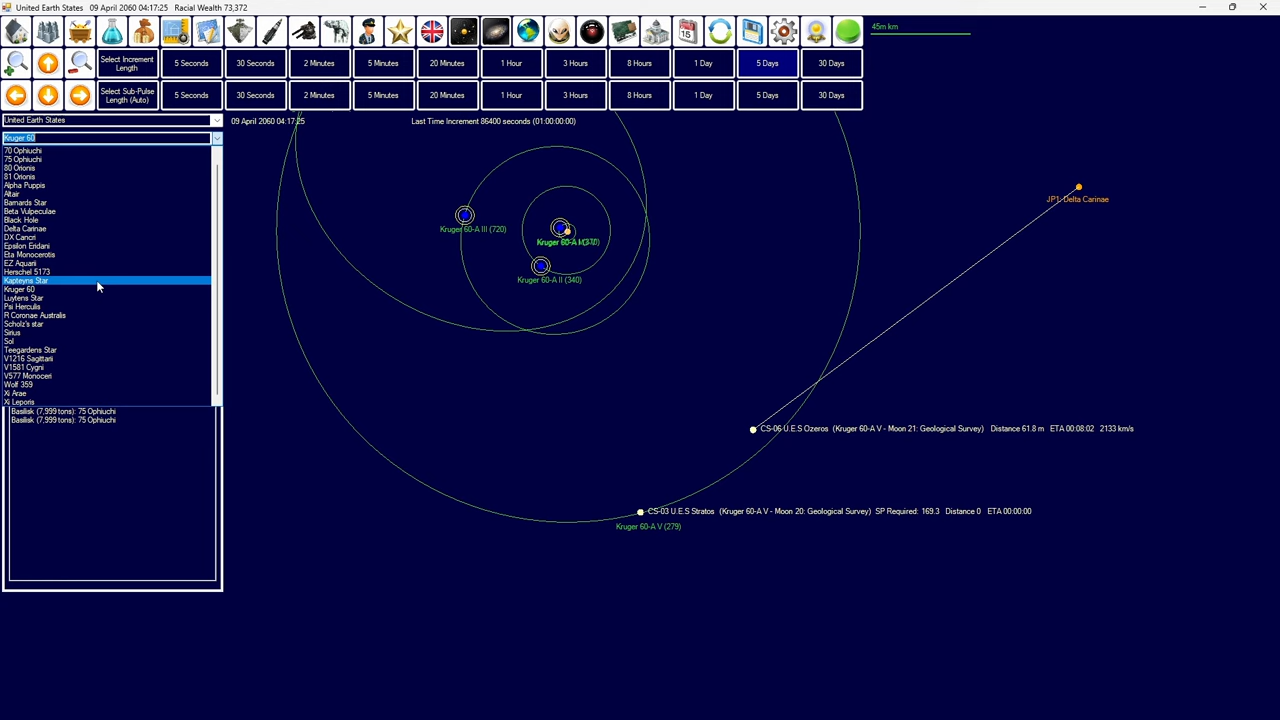 United Earth States   09 April 2060 04:17:25   Racial Wealth 73,372
45m km
Select Increment Length
5 Seconds
30 Seconds
2 Minutes
5 Minutes
20 Minutes
1 Hour
3 Hours
8 Hours
1 Day
5 Days
30 Days
Select Sub-Pulse Length (Auto)
5 Seconds
30 Seconds
2 Minutes
5 Minutes
20 Minutes
1 Hour
3 Hours
8 Hours
1 Day
5 Days
30 Days
United Earth States
09 April 2060 04:17:25
Last Time Increment 86400 seconds (01:00:00:00)
Kruger 60
70 Ophiuchi
75 Ophiuchi
80 Orionis
81 Orionis
Alpha Puppis
Altair
Barnards Star
Beta Vulpeculae
Black Hole
Delta Carinae
DX Cancri
Epsilon Eridani
Eta Monocerotis
EZ Aquarii
Herschel 5173
Kapteyns Star
Kruger 60
Luytens Star
Psi Herculis
R Coronae Australis
Scholz's star
Sirius
Sol
Teegardens Star
V1216 Sagittarii
V1581 Cygni
V577 Monoceri
Wolf 359
Xi Arae
Xi Leporis
Basilisk (7,999 tons): 75 Ophiuchi
Basilisk (7,999 tons): 75 Ophiuchi
JP1: Delta Carinae
Kruger 60-A III (720)
Kruger 60-A II (340)
CS-06 U.E.S Ozeros  (Kruger 60-A V - Moon 21: Geological Survey)   Distance 61.8 m   ETA 00:08:02   2133 km/s
CS-03 U.E.S Stratos  (Kruger 60-A V - Moon 20: Geological Survey)  SP Required: 169.3   Distance 0   ETA 00:00:00
Kruger 60-A V (279)